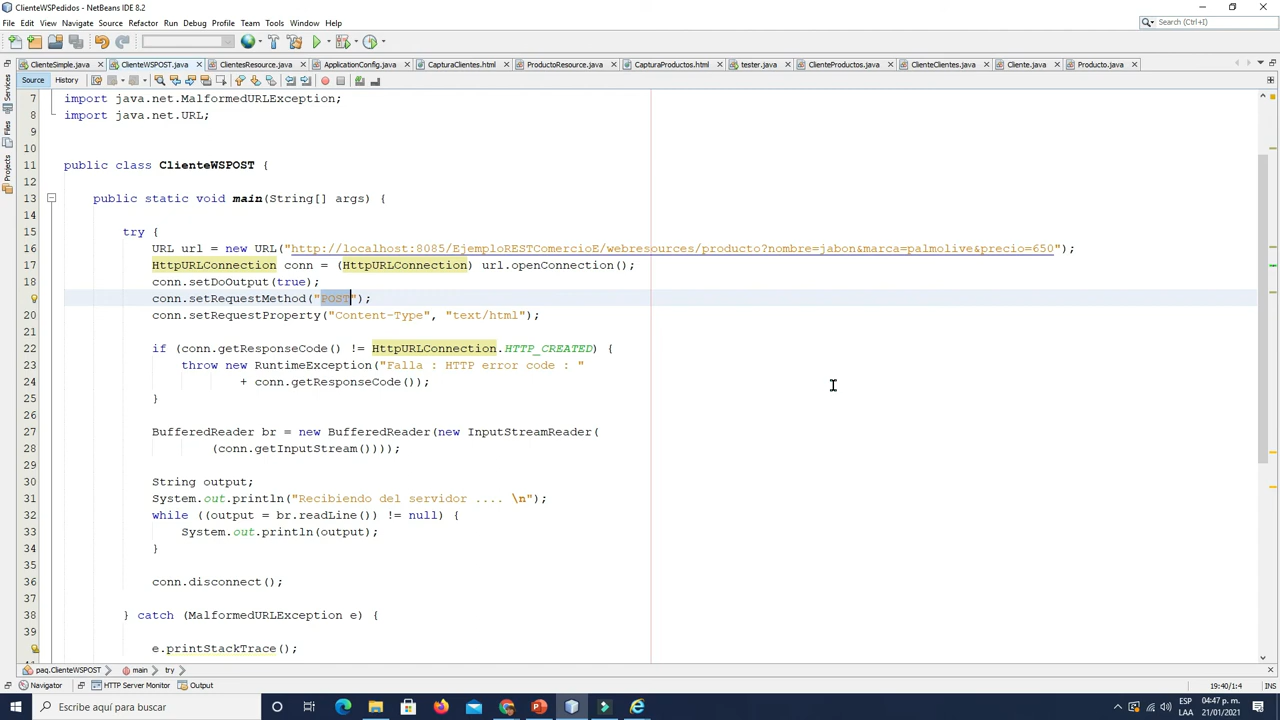 ClienteWSPedidos - NetBeans IDE 8.2
File Edit View Navigate Source Refactor Run Debug Profile Team Tools Window Help
Search (Ctrl+I)
ClienteSimple.java ClienteWSPOST.java ClientesResource.java ApplicationConfig.java CapturaClientes.html ProductoResource.java CapturaProductos.html tester.java ClienteProductos.java ClienteClientes.java Cliente.java Producto.java
Source History
Services
Files
Projects
7 import java.net.MalformedURLException;
8 import java.net.URL;
9
10
11 public class ClienteWSPOST {
12
13 public static void main(String[] args) {
14
15 try {
16 URL url = new URL("http://localhost:8085/EjemploRESTComercioE/webresources/producto?nombre=jabon&marca=palmolive&precio=650");
17 HttpURLConnection conn = (HttpURLConnection) url.openConnection();
18 conn.setDoOutput(true);
conn.setRequestMethod("POST");
20 conn.setRequestProperty("Content-Type", "text/html");
21
22 if (conn.getResponseCode() != HttpURLConnection.HTTP_CREATED) {
23 throw new RuntimeException("Falla : HTTP error code : "
24 + conn.getResponseCode());
25 }
26
27 BufferedReader br = new BufferedReader(new InputStreamReader(
28 (conn.getInputStream())));
29
30 String output;
31 System.out.println("Recibiendo del servidor .... \n");
32 while ((output = br.readLine()) != null) {
33 System.out.println(output);
34 }
35
36 conn.disconnect();
37
38 } catch (MalformedURLException e) {
39
e.printStackTrace();
paq.ClienteWSPOST main try
Navigator HTTP Server Monitor Output
19:40/1:4 INS
Escribe aquí para buscar
ESP
LAA
04:47 p. m.
21/01/2021